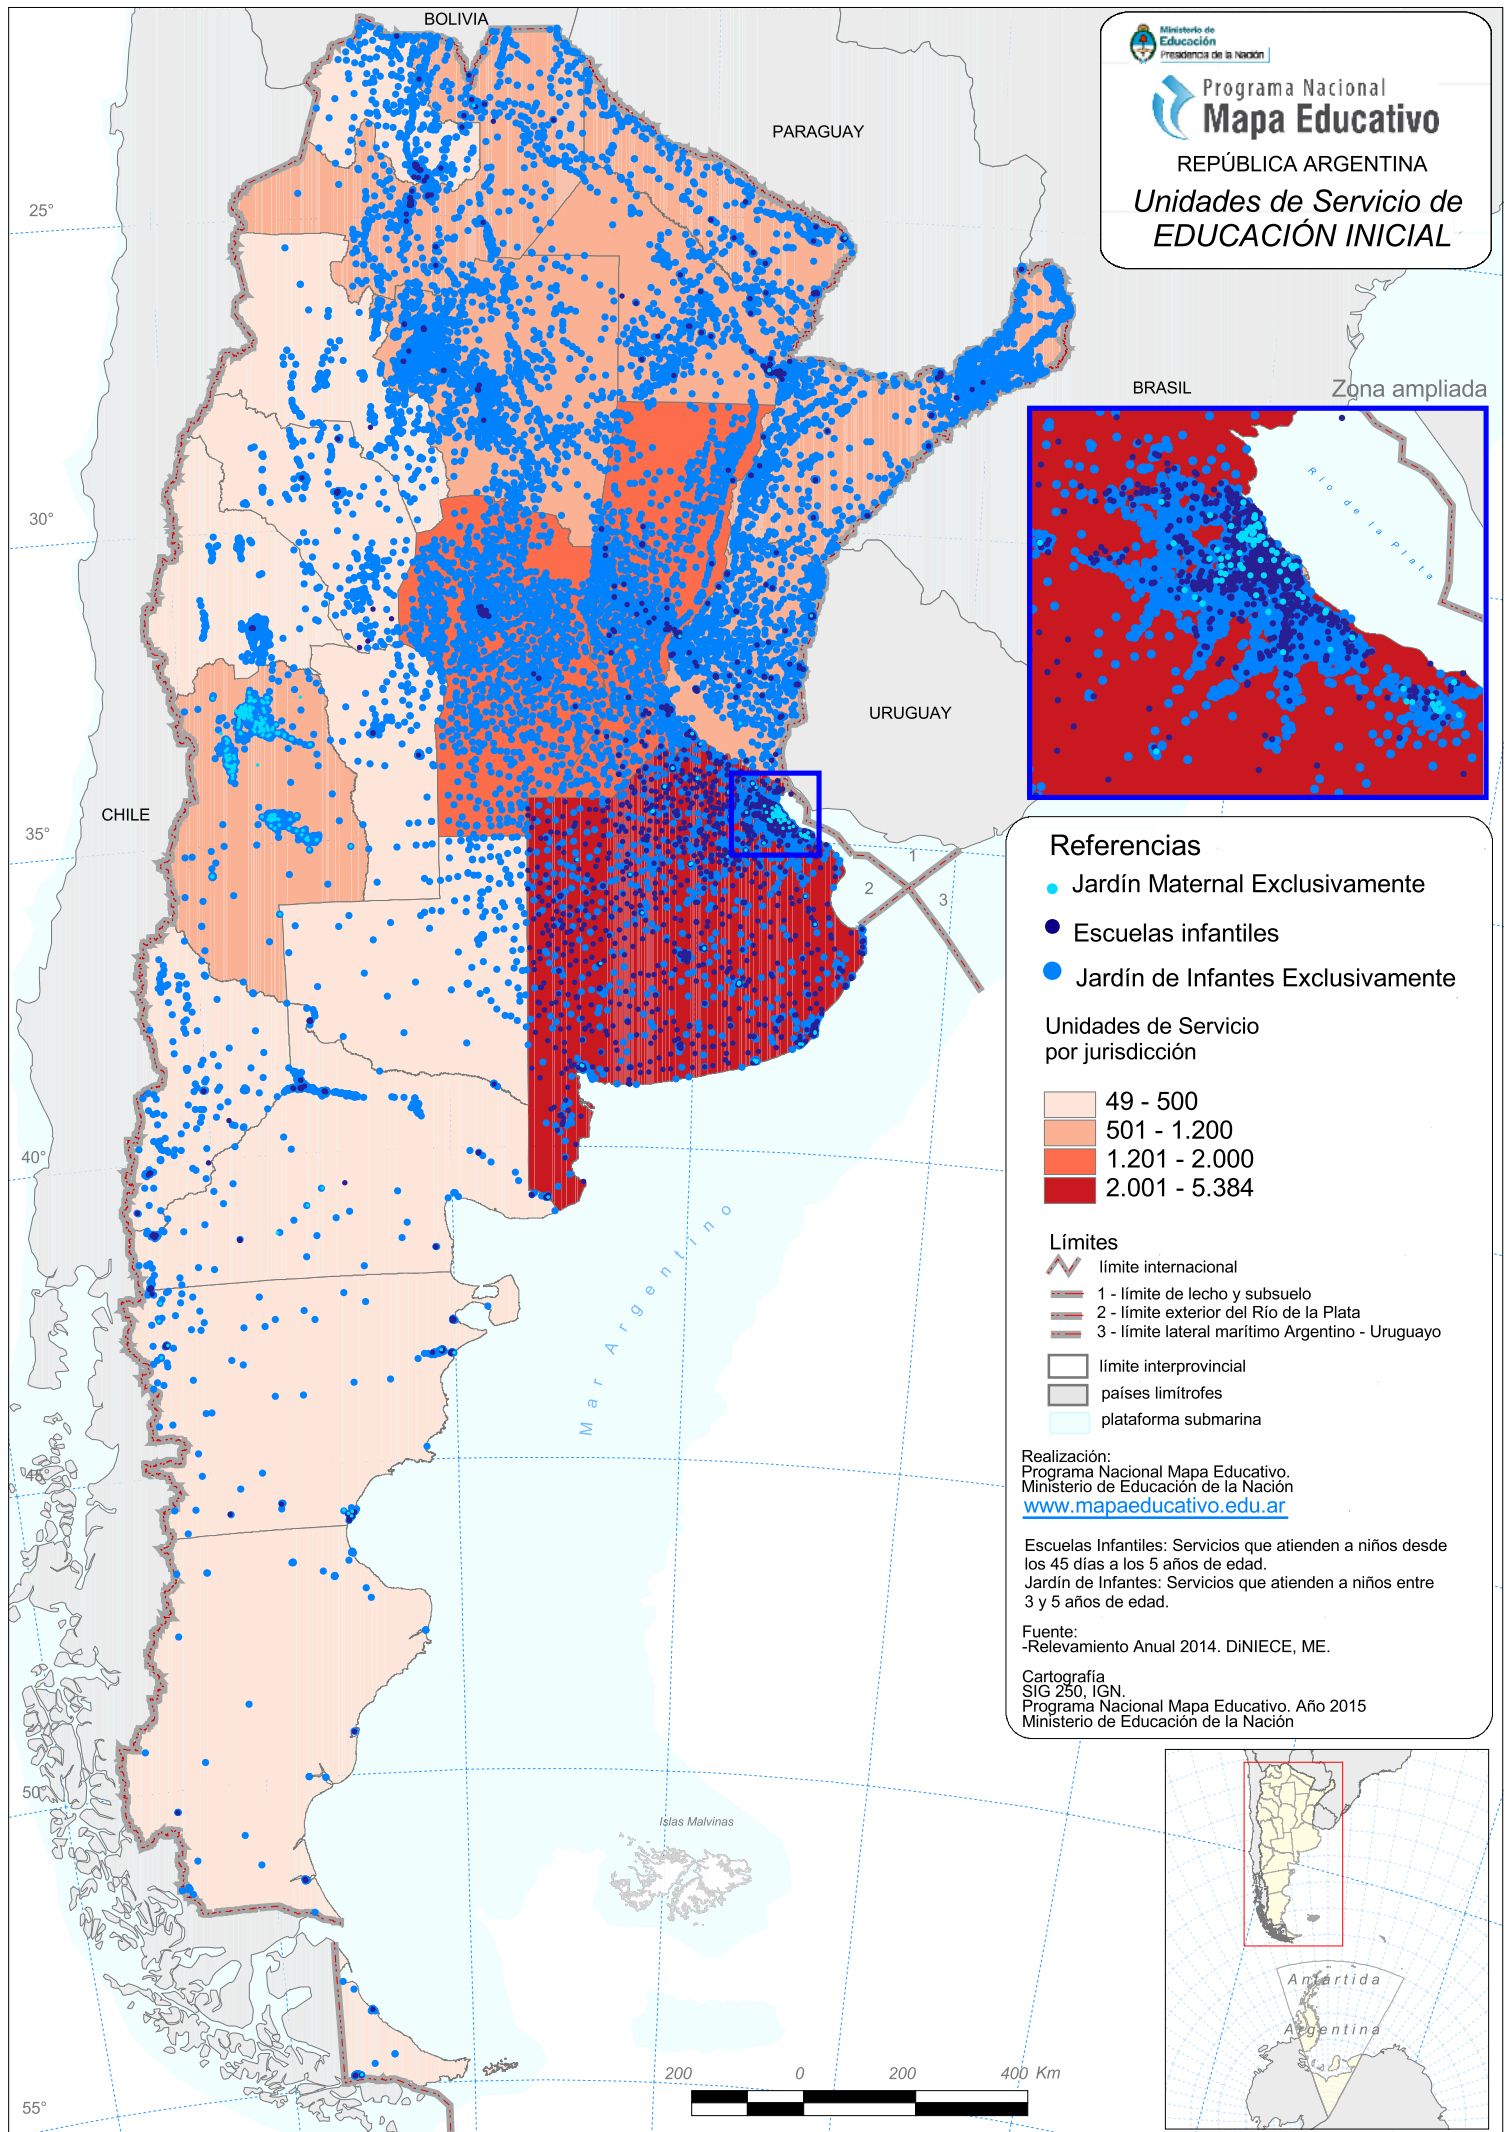 BOLIVIA
PARAGUAY
BRASIL
URUGUAY
CHILE
25°
30°
35°
40°
45°
50°
55°
Ministerio de
Educación
Presidencia de la Nación
Programa Nacional
Mapa Educativo
REPÚBLICA ARGENTINA
Unidades de Servicio de
EDUCACIÓN INICIAL
Zona ampliada
Río de la Plata
1
2
3
Mar Argentino
Islas Malvinas
Referencias
Jardín Maternal Exclusivamente
Escuelas infantiles
Jardín de Infantes Exclusivamente
Unidades de Servicio
por jurisdicción
49 - 500
501 - 1.200
1.201 - 2.000
2.001 - 5.384
Límites
límite internacional
1 - límite de lecho y subsuelo
2 - límite exterior del Río de la Plata
3 - límite lateral marítimo Argentino - Uruguayo
límite interprovincial
países limítrofes
plataforma submarina
Realización:
Programa Nacional Mapa Educativo.
Ministerio de Educación de la Nación
www.mapaeducativo.edu.ar
Escuelas Infantiles: Servicios que atienden a niños desde
los 45 días a los 5 años de edad.
Jardín de Infantes: Servicios que atienden a niños entre
3 y 5 años de edad.
Fuente:
-Relevamiento Anual 2014. DiNIECE, ME.
Cartografía
SIG 250, IGN.
Programa Nacional Mapa Educativo. Año 2015
Ministerio de Educación de la Nación
Antártida
Argentina
200 0 200 400 Km